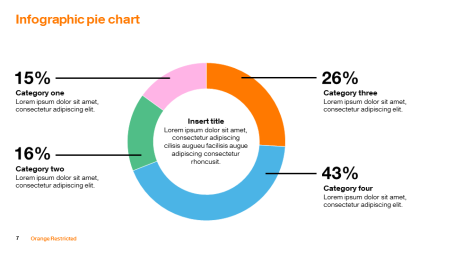 Infographic pie chart
15%
Category one
Lorem ipsum dolor sit amet,
consectetur adipiscing elit.
16%
Category two
Lorem ipsum dolor sit amet,
consectetur adipiscing elit.
Insert title
Lorem ipsum dolor sit amet,
consectetur adipiscing
cilisis augueu facilisis augue
adipiscing consectetur
rhoncusit.
26%
Category three
Lorem ipsum dolor sit amet,
consectetur adipiscing elit.
43%
Category four
Lorem ipsum dolor sit amet,
consectetur adipiscing elit.
7 Orange Restricted